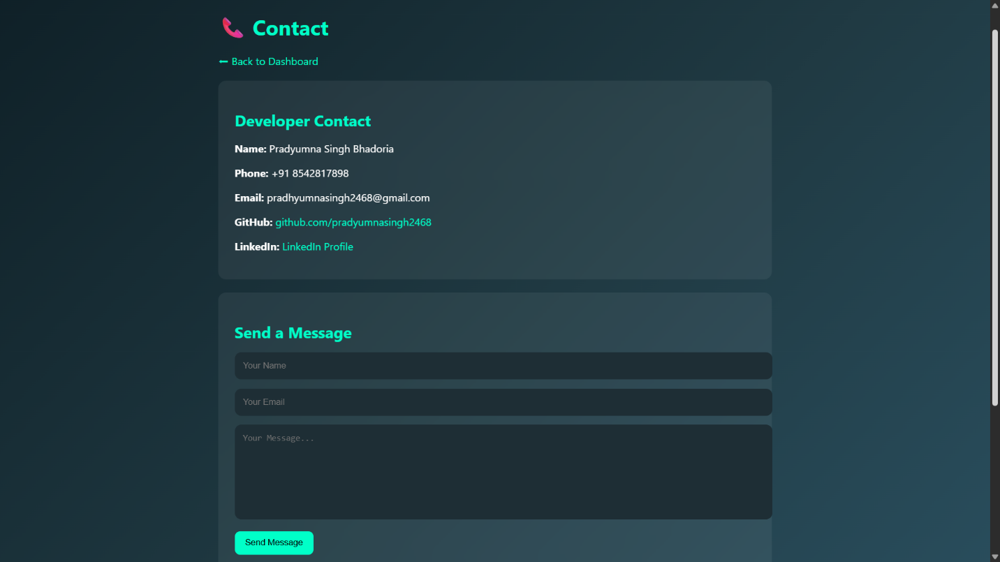 📞 Contact
⬅ Back to Dashboard
Developer Contact
Name: Pradyumna Singh Bhadoria
Phone: +91 8542817898
Email: pradhyumnasingh2468@gmail.com
GitHub: github.com/pradyumnasingh2468
LinkedIn: LinkedIn Profile
Send a Message
Your Name
Your Email
Your Message...
Send Message